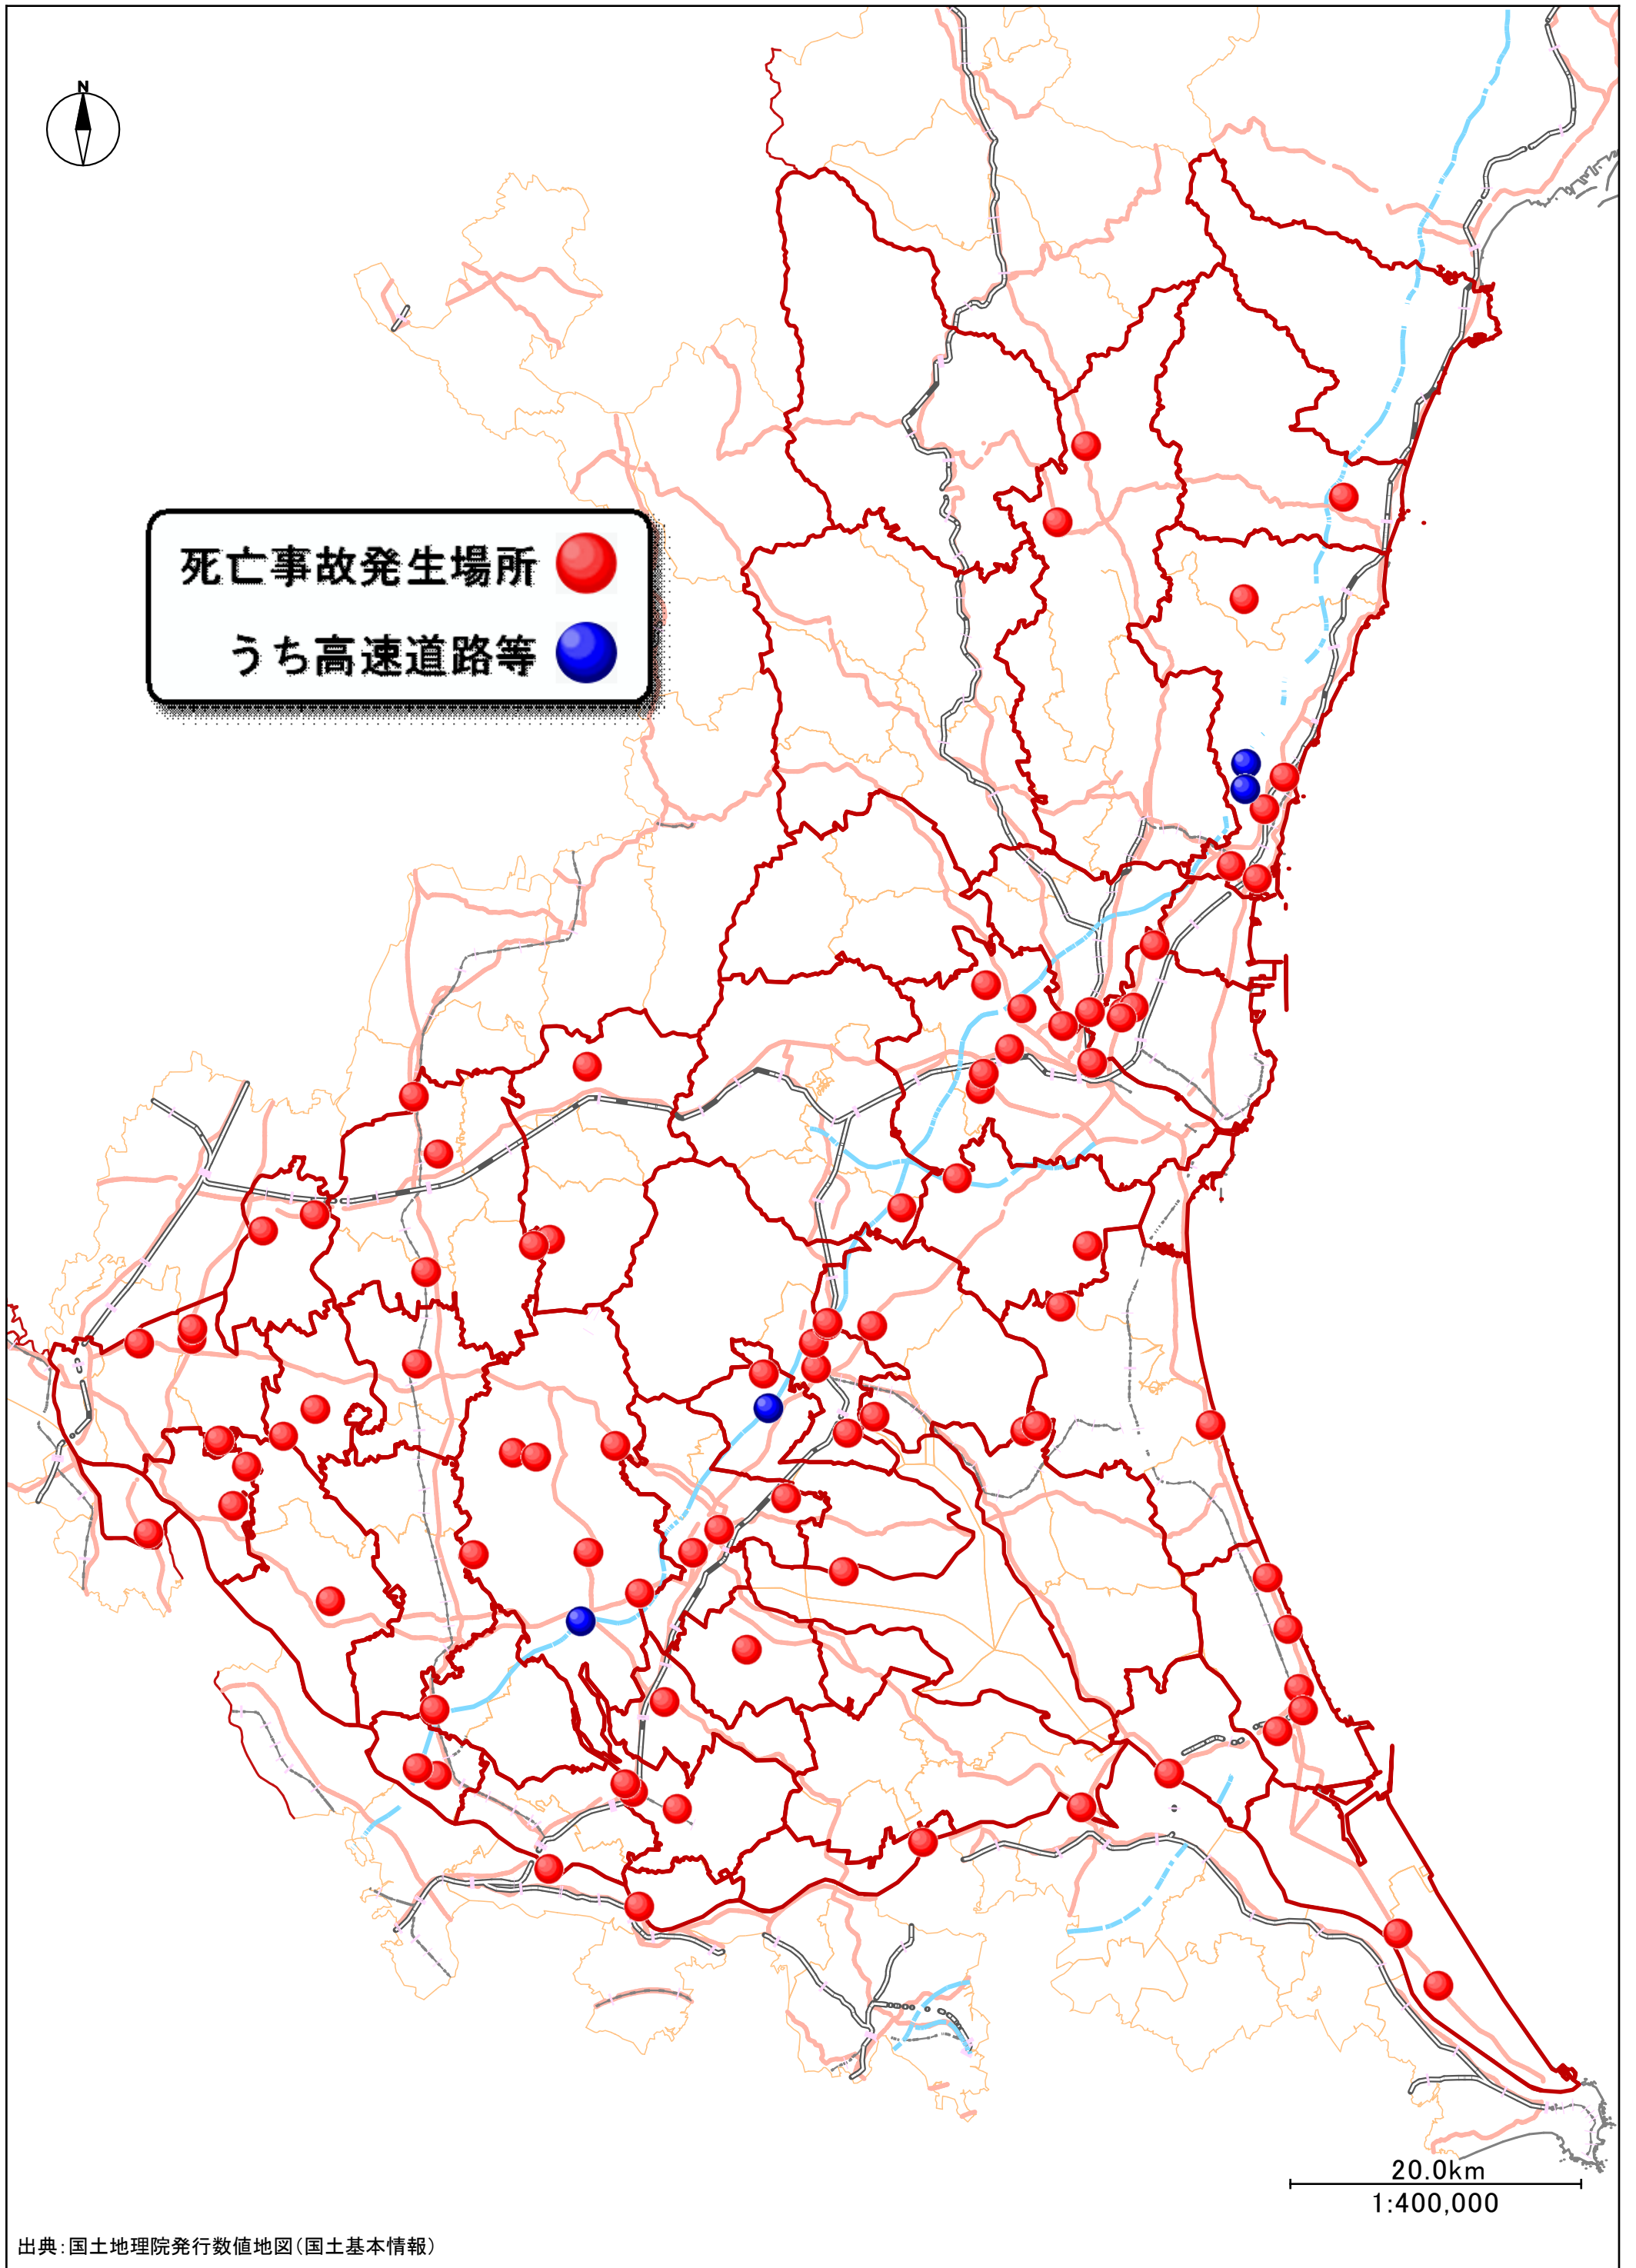 N
死亡事故発生場所
うち高速道路等
20.0km
1:400,000
出典:国土地理院発行数値地図(国土基本情報)